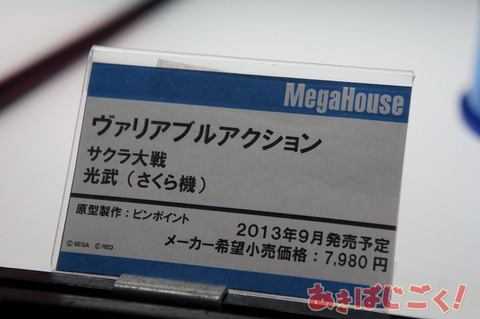 MegaHouse
ヴァリアブルアクション
サクラ大戦
光武（さくら機）
原型製作：ピンポイント
2013年9月発売予定
メーカー希望小売価格：7,980円
©SEGA ©RED
あきばじごく！